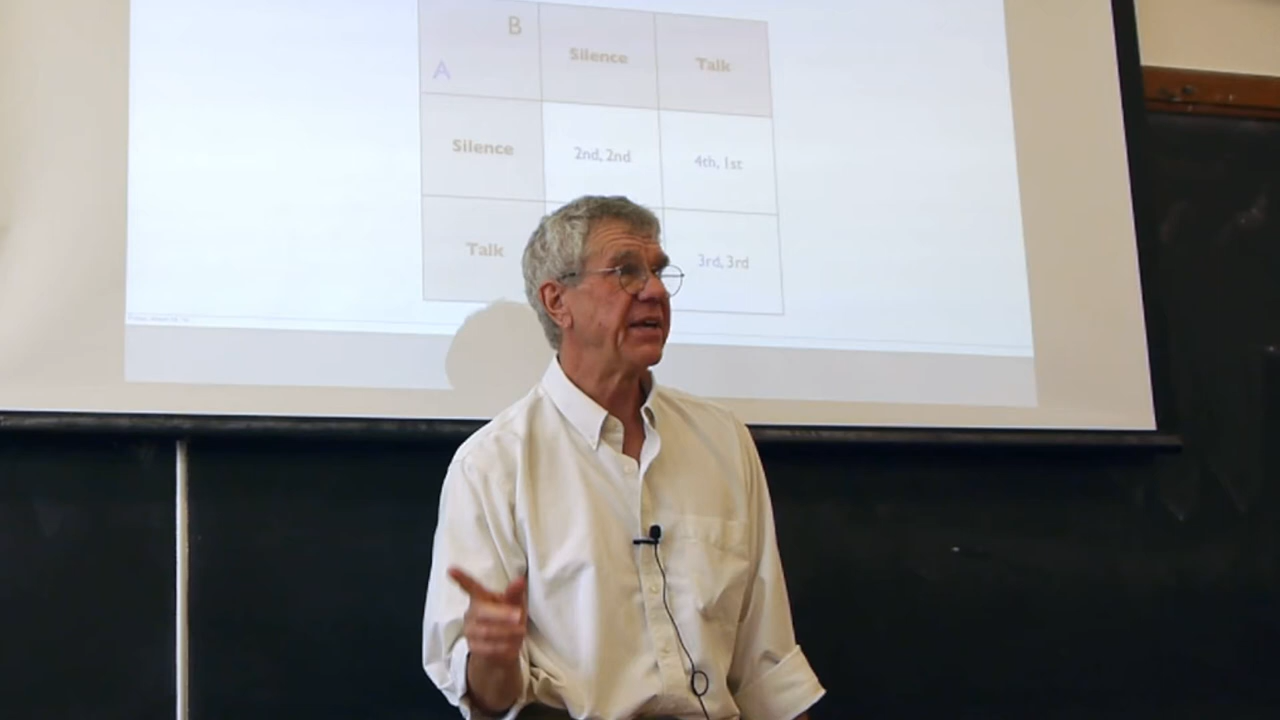 B
A
Silence Talk
Silence 2nd, 2nd 4th, 1st
Talk 3rd, 3rd